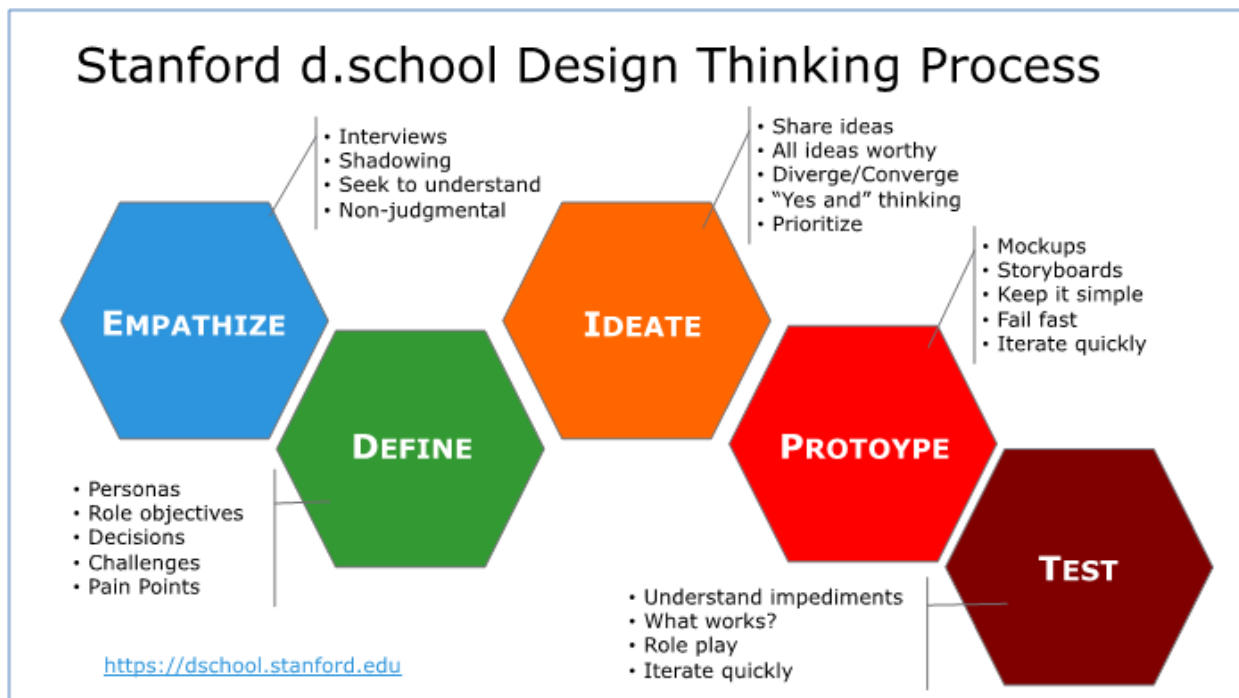 Stanford d.school Design Thinking Process
• Interviews
• Shadowing
• Seek to understand
• Non-judgmental
• Share ideas
• All ideas worthy
• Diverge/Converge
• “Yes and” thinking
• Prioritize
• Mockups
• Storyboards
• Keep it simple
• Fail fast
• Iterate quickly
EMPATHIZE
IDEATE
DEFINE
PROTOYPE
TEST
• Personas
• Role objectives
• Decisions
• Challenges
• Pain Points
• Understand impediments
• What works?
• Role play
• Iterate quickly
https://dschool.stanford.edu